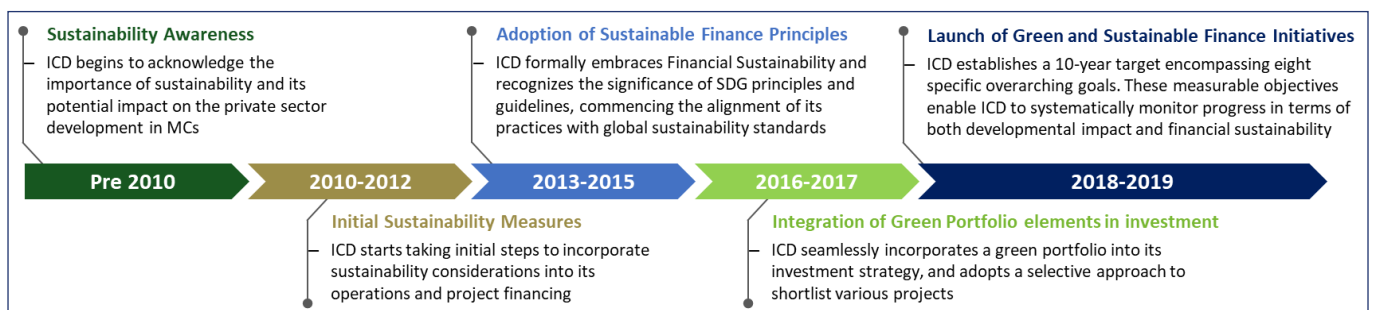 Sustainability Awareness
ICD begins to acknowledge the
importance of sustainability and its
potential impact on the private sector
development in MCs
Adoption of Sustainable Finance Principles
ICD formally embraces Financial Sustainability and
recognizes the significance of SDG principles and
guidelines, commencing the alignment of its
practices with global sustainability standards
Launch of Green and Sustainable Finance Initiatives
ICD establishes a 10-year target encompassing eight
specific overarching goals. These measurable objectives
enable ICD to systematically monitor progress in terms of
both developmental impact and financial sustainability
Pre 2010
2010-2012
2013-2015
2016-2017
2018-2019
Initial Sustainability Measures
ICD starts taking initial steps to incorporate
sustainability considerations into its
operations and project financing
Integration of Green Portfolio elements in investment
ICD seamlessly incorporates a green portfolio into its
investment strategy, and adopts a selective approach to
shortlist various projects